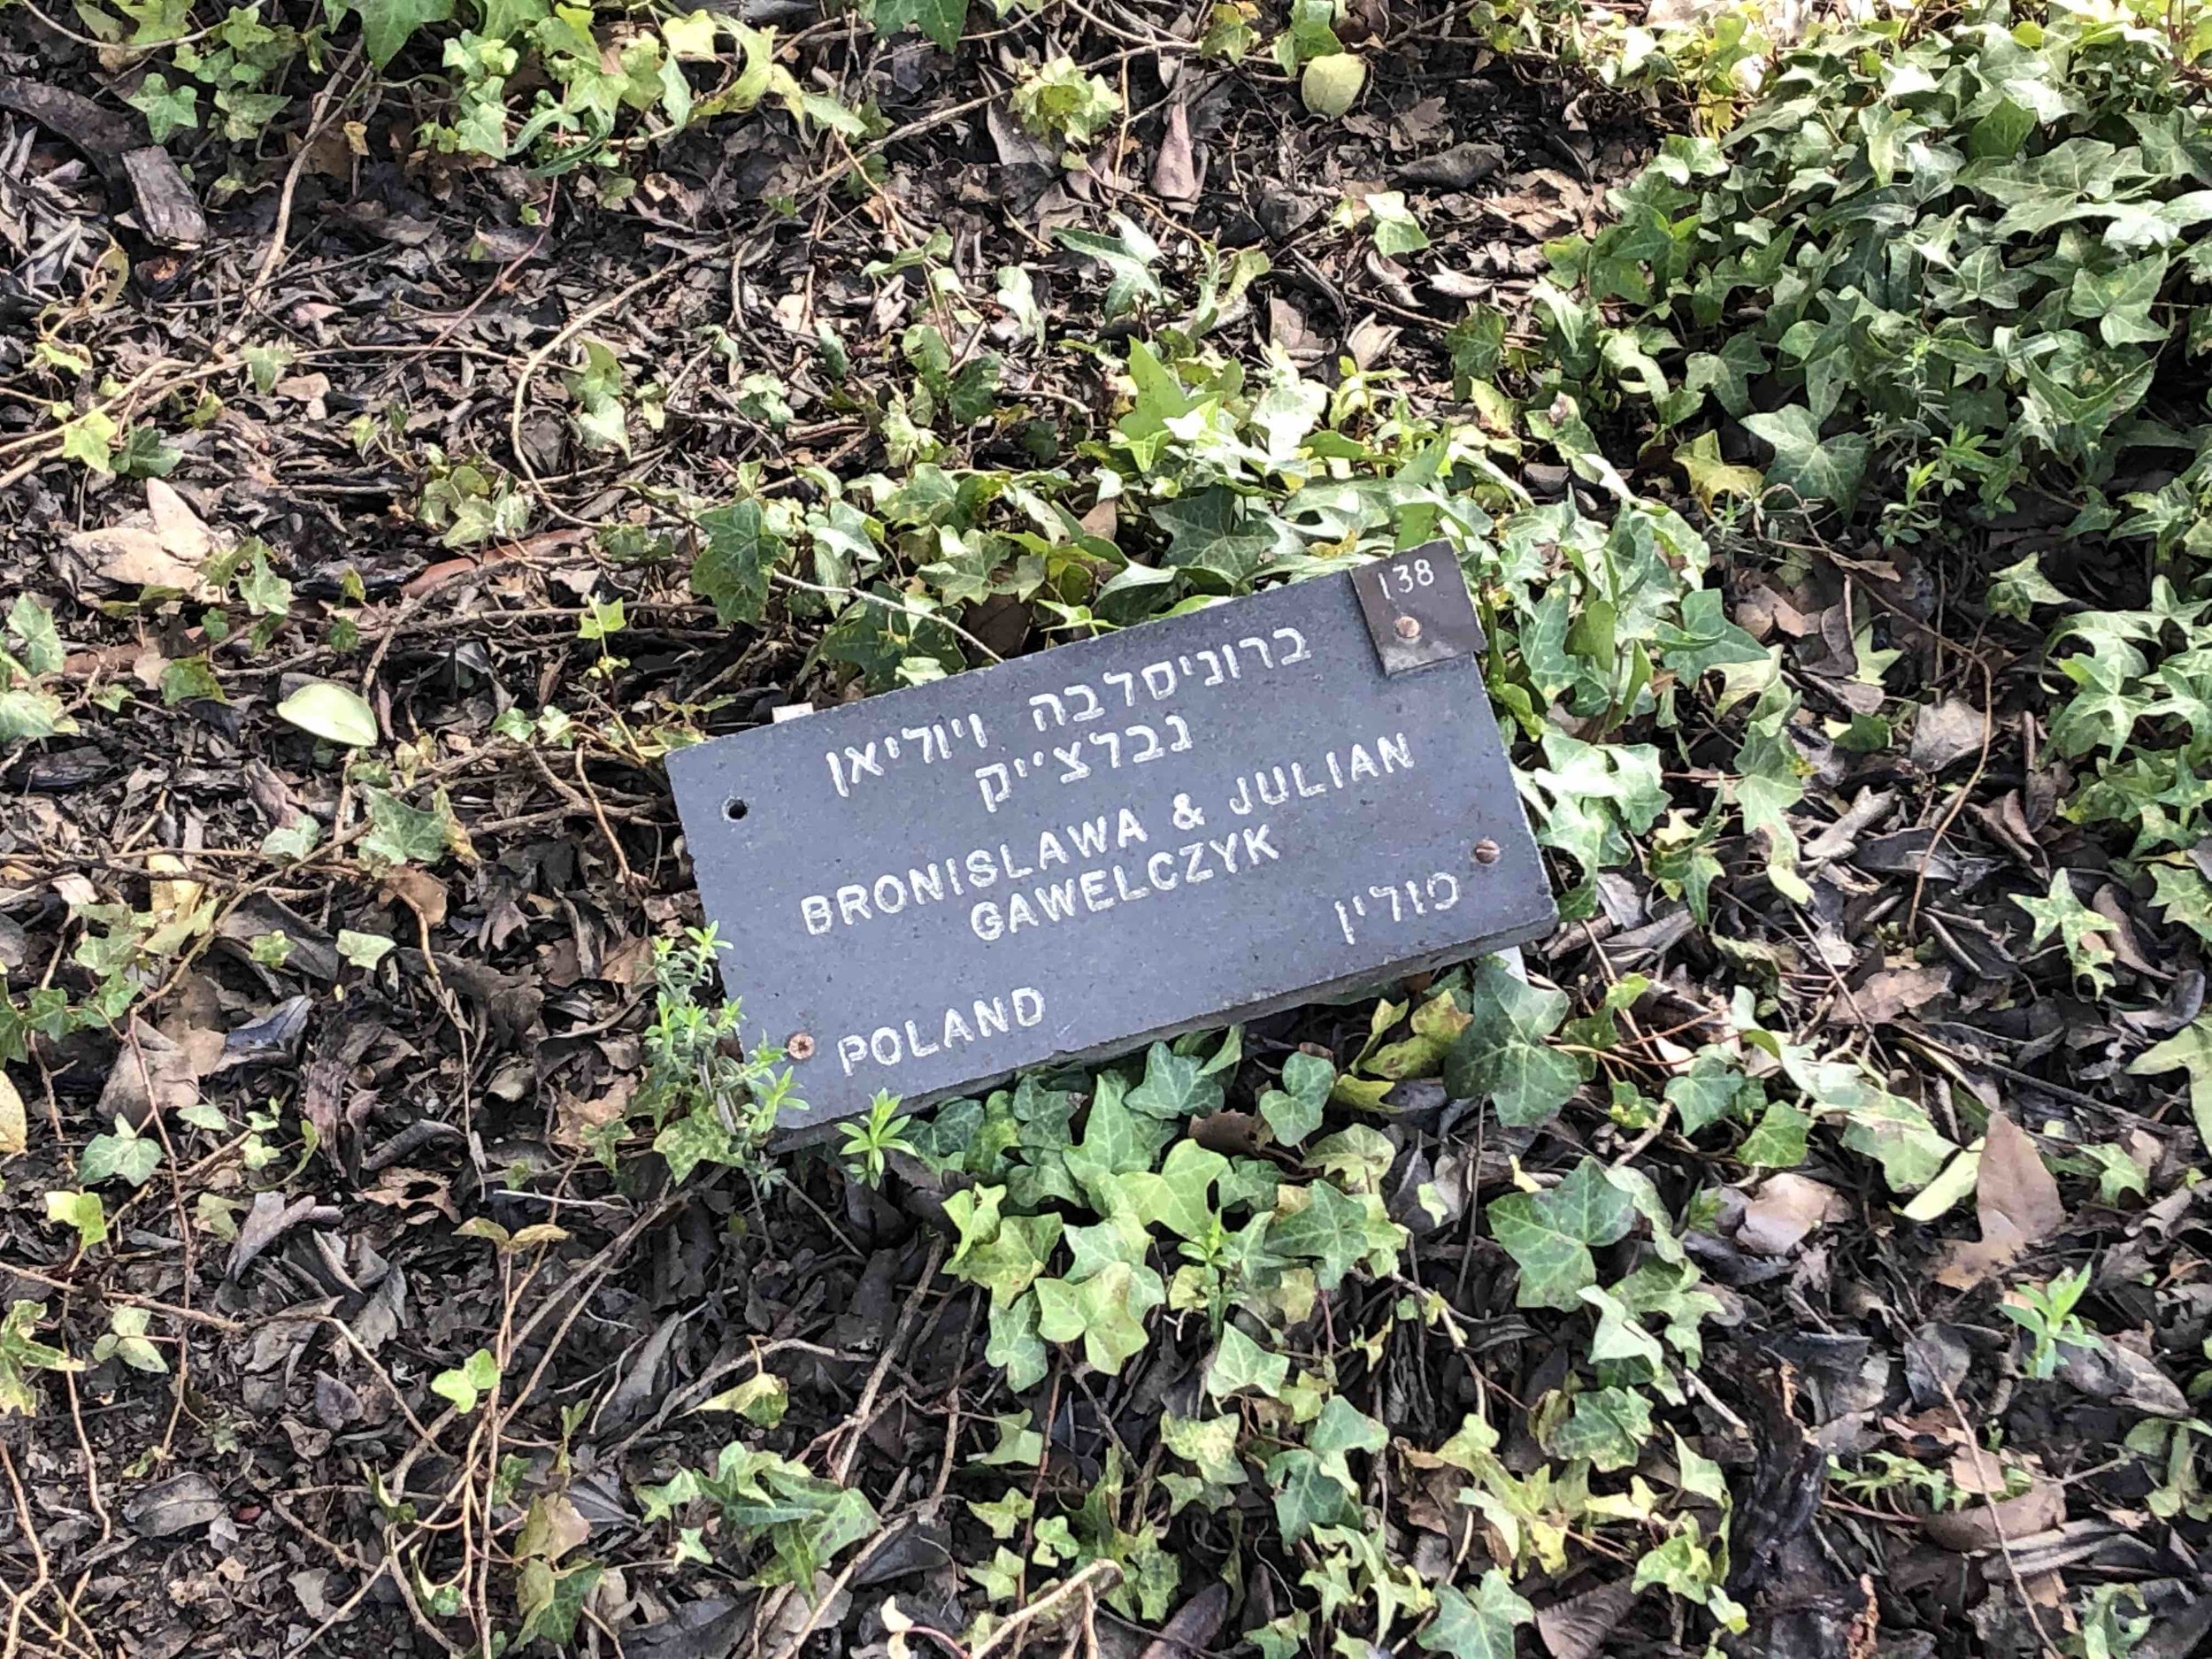 138
ברוניסלבה ויוליאן
גבלצ'יק
BRONISLAWA & JULIAN
GAWELCZYK
פולין
POLAND